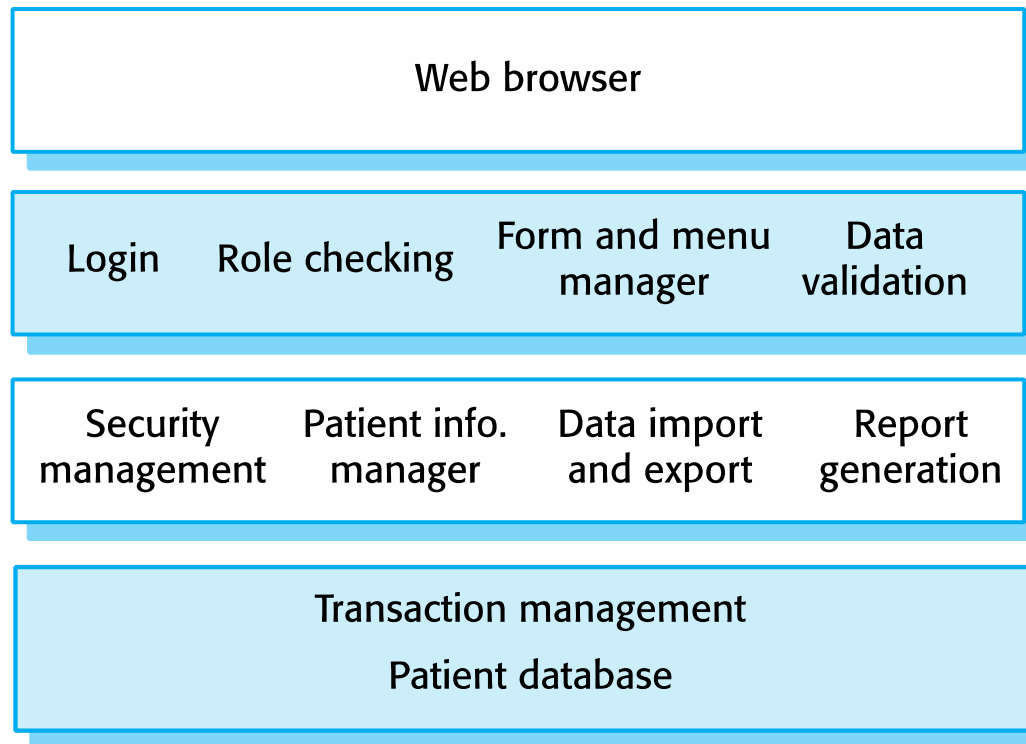 Web browser
Login
Role checking
Form and menu
manager
Data
validation
Security
management
Patient info.
manager
Data import
and export
Report
generation
Transaction management
Patient database